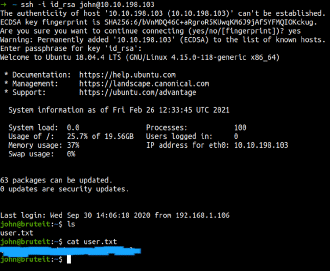 → ~ ssh -i id_rsa john@10.10.198.103
The authenticity of host '10.10.198.103 (10.10.198.103)' can't be established.
ECDSA key fingerprint is
Are you sure you want to continue connecting (yes/no/[fingerprint])? yes
Warning: Permanently added '10.10.198.103' (ECDSA) to the list of known hosts.
Enter passphrase for key 'id_rsa':
Welcome to Ubuntu 18.04.4 LTS (GNU/Linux 4.15.0-118-generic x86_64)
* Documentation: https://help.ubuntu.com
* Management: https://landscape.canonical.com
* Support: https://ubuntu.com/advantage
System information as of Fri Feb 26 12:33:45 UTC 2021
System load: 0.0 Processes: 100
Usage of /: 25.7% of 19.56GB Users logged in: 0
Memory usage: 37% IP address for eth0: 10.10.198.103
Swap usage: 0%
63 packages can be updated.
0 updates are security updates.
Last login: Wed Sep 30 14:06:18 2020 from 192.168.1.106
john@bruteit:~$ ls
user.txt
john@bruteit:~$ cat user.txt
john@bruteit:~$